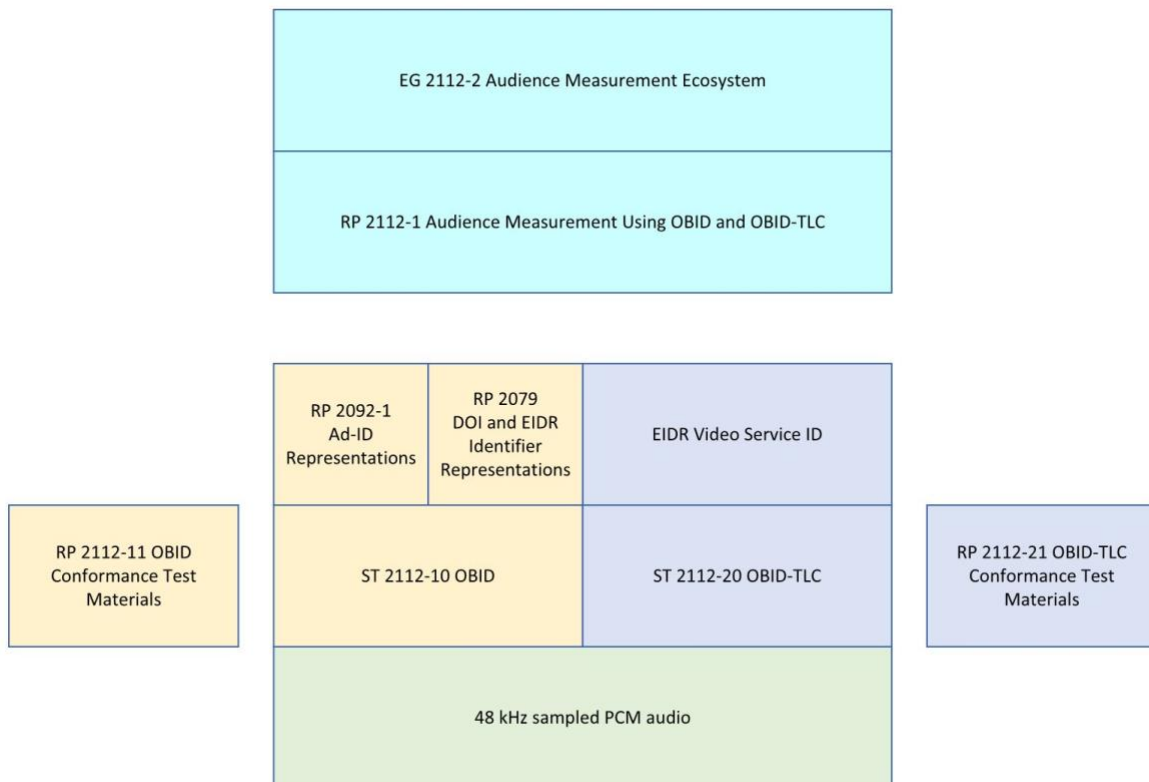 EG 2112-2 Audience Measurement Ecosystem
RP 2112-1 Audience Measurement Using OBID and OBID-TLC
RP 2092-1
Ad-ID
Representations
RP 2079
DOI and EIDR
Identifier
Representations
EIDR Video Service ID
RP 2112-11 OBID
Conformance Test
Materials
ST 2112-10 OBID
ST 2112-20 OBID-TLC
RP 2112-21 OBID-TLC
Conformance Test
Materials
48 kHz sampled PCM audio